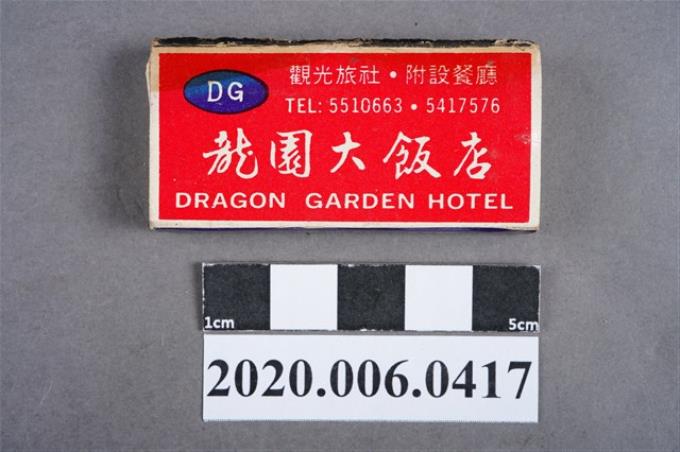 DG
觀光旅社・附設餐廳
TEL: 5510663・5417576
龍園大飯店
DRAGON GARDEN HOTEL
1cm 5cm
2020.006.0417